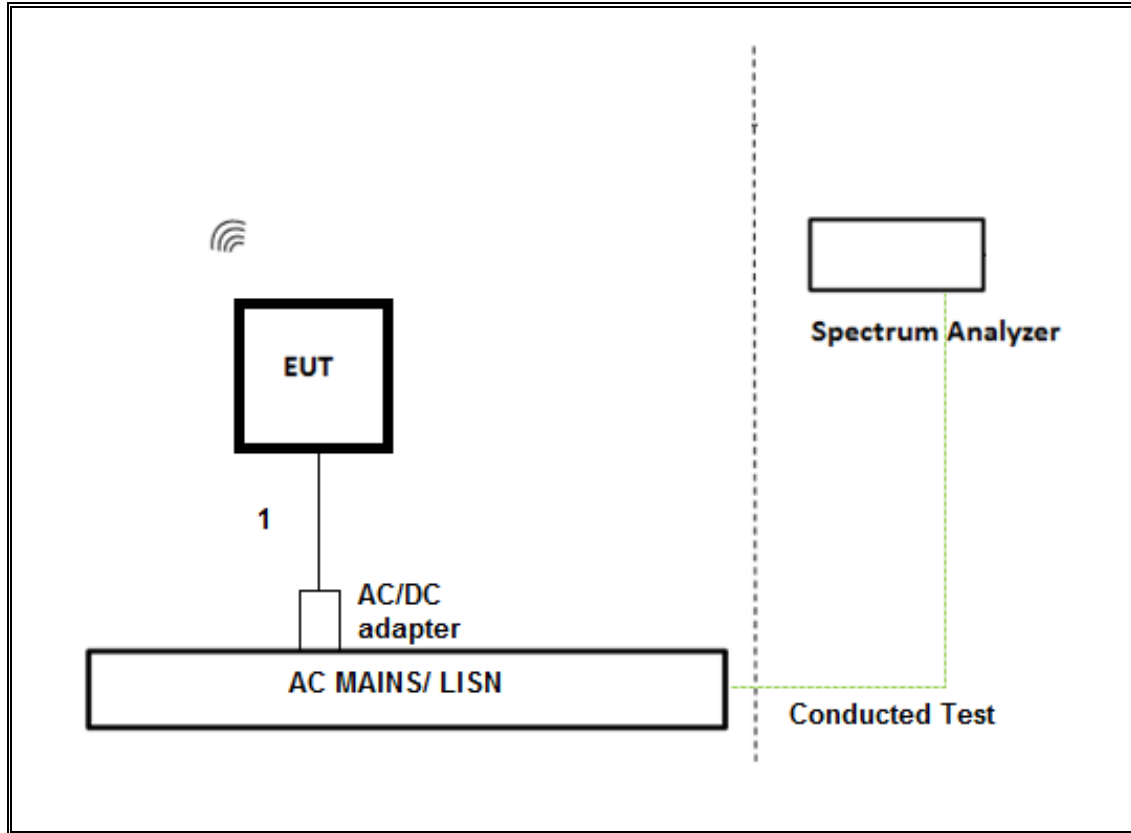 EUT
Spectrum Analyzer
1
AC/DC
adapter
AC MAINS/ LISN
Conducted Test